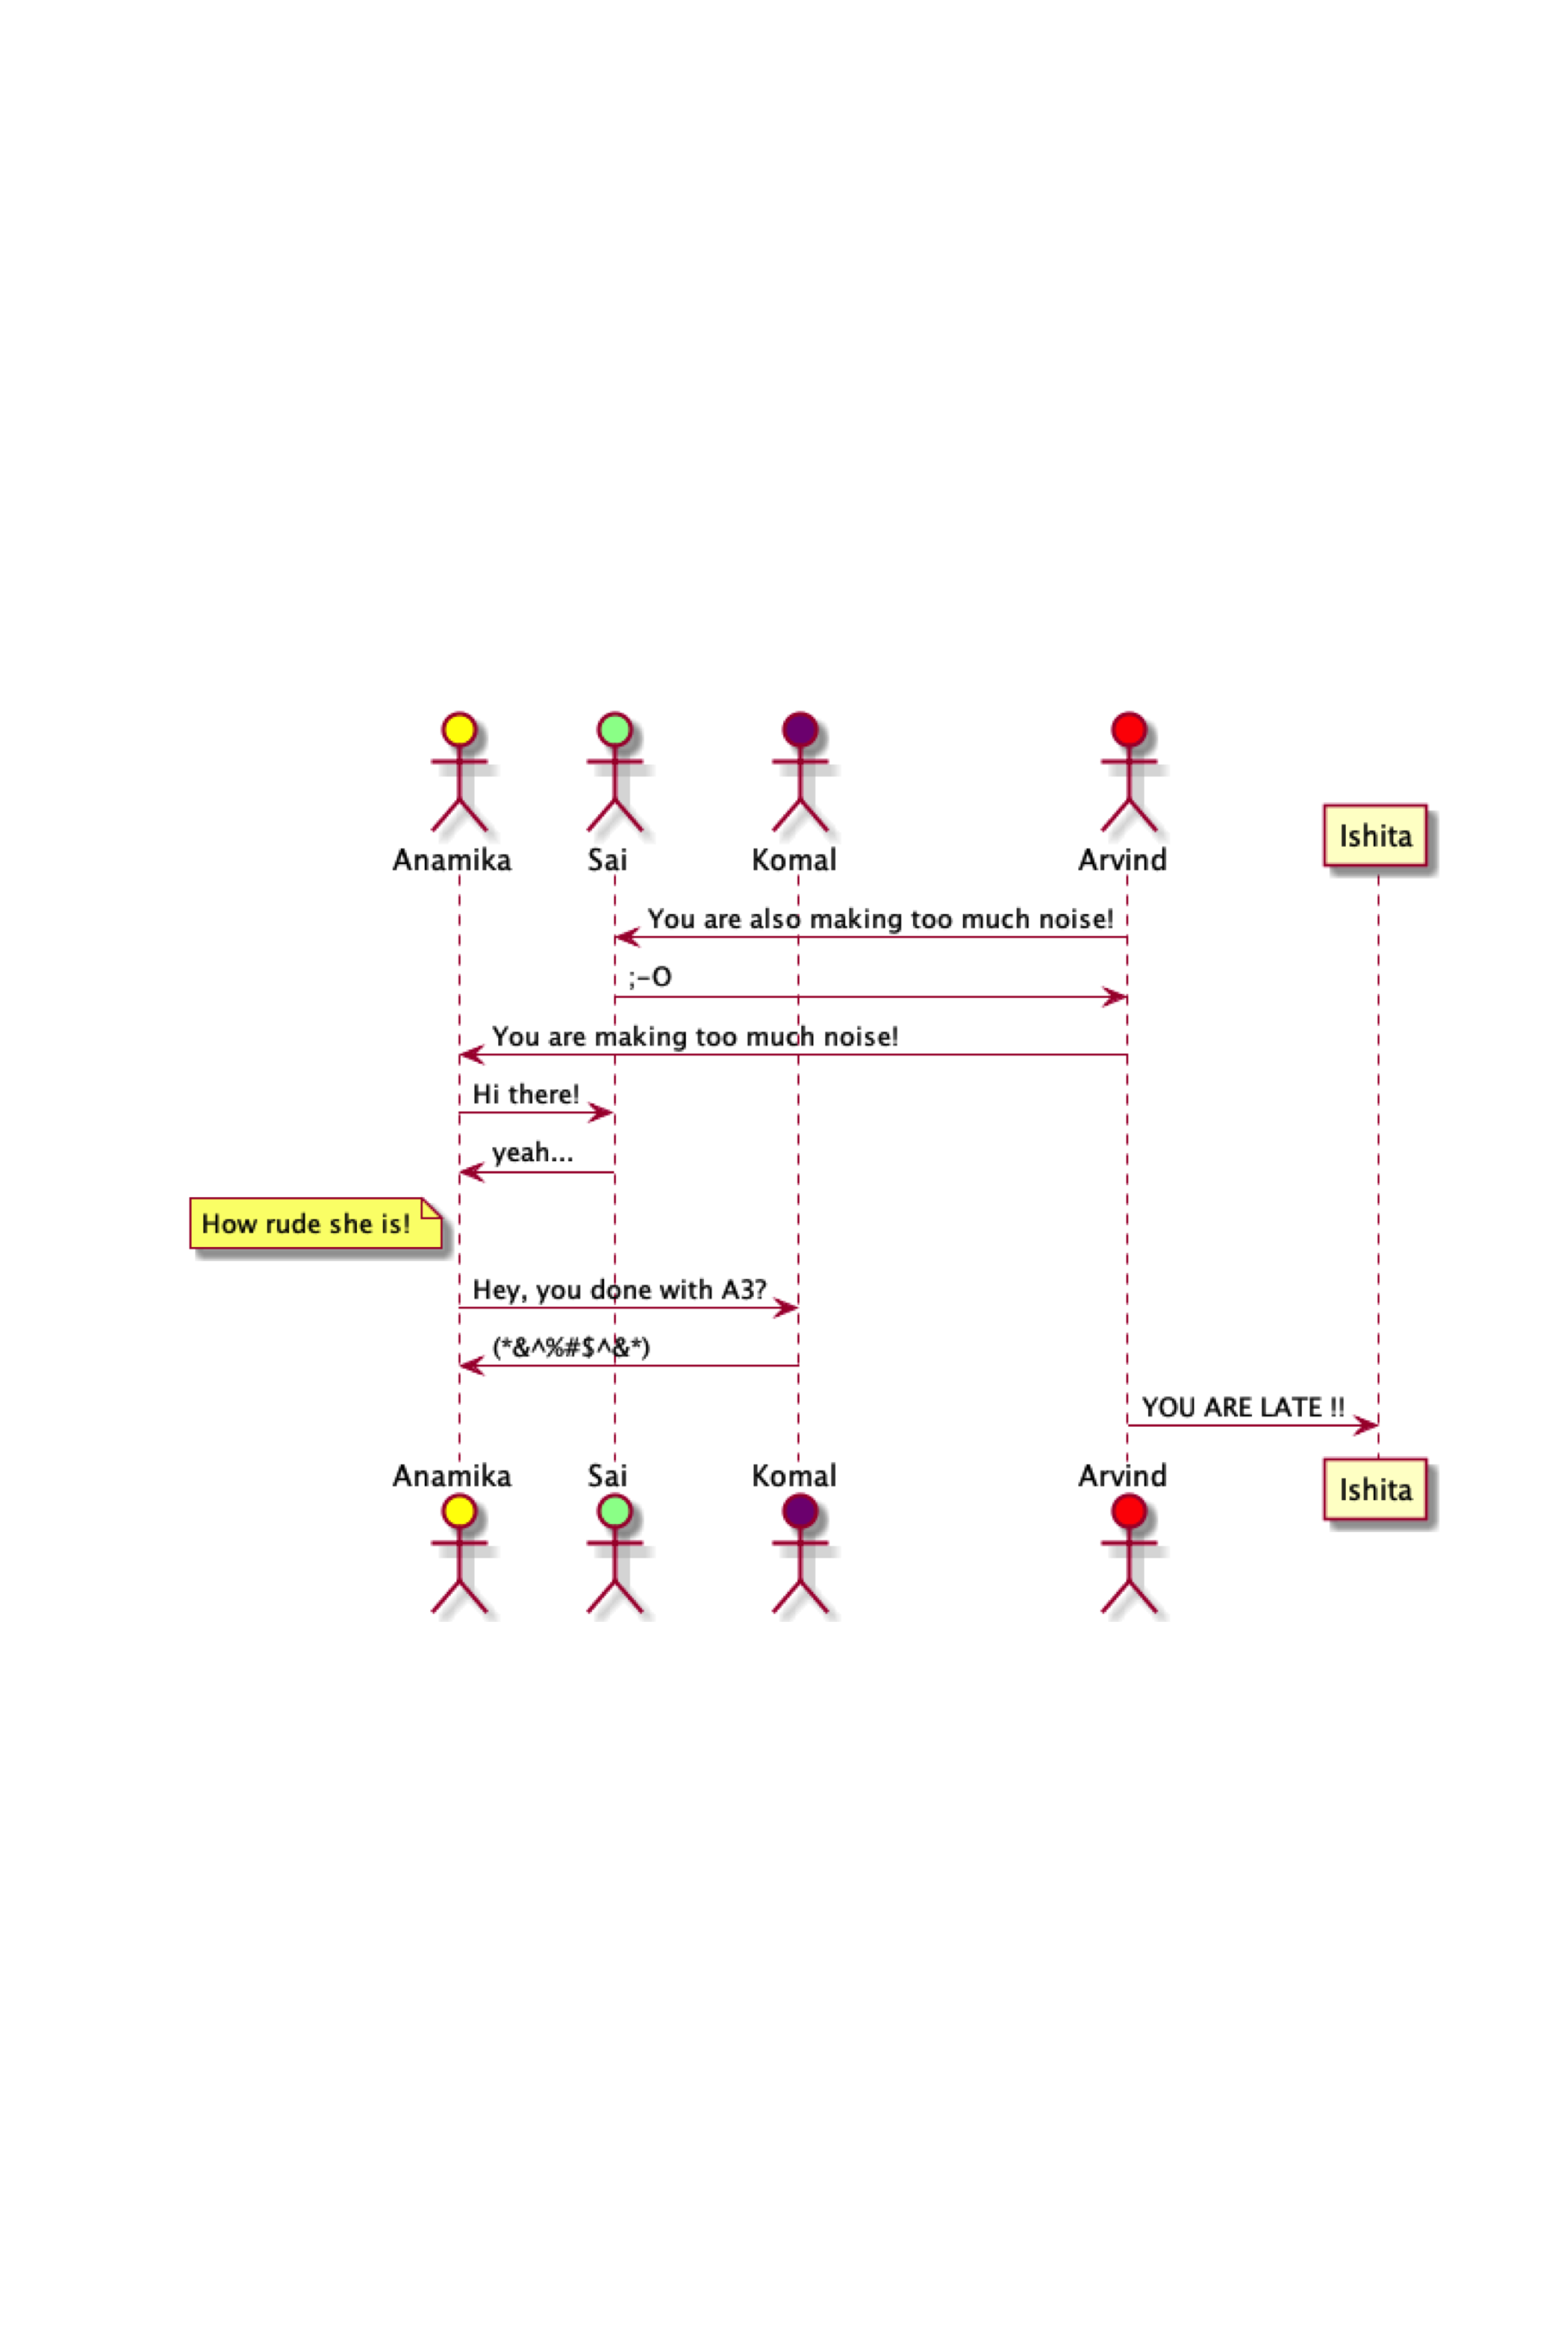 Anamika Sai Komal Arvind Ishita
You are also making too much noise!
;-O
You are making too much noise!
Hi there!
yeah...
How rude she is!
Hey, you done with A3?
(*&^%#$^&*)
YOU ARE LATE !!
Anamika Sai Komal Arvind Ishita